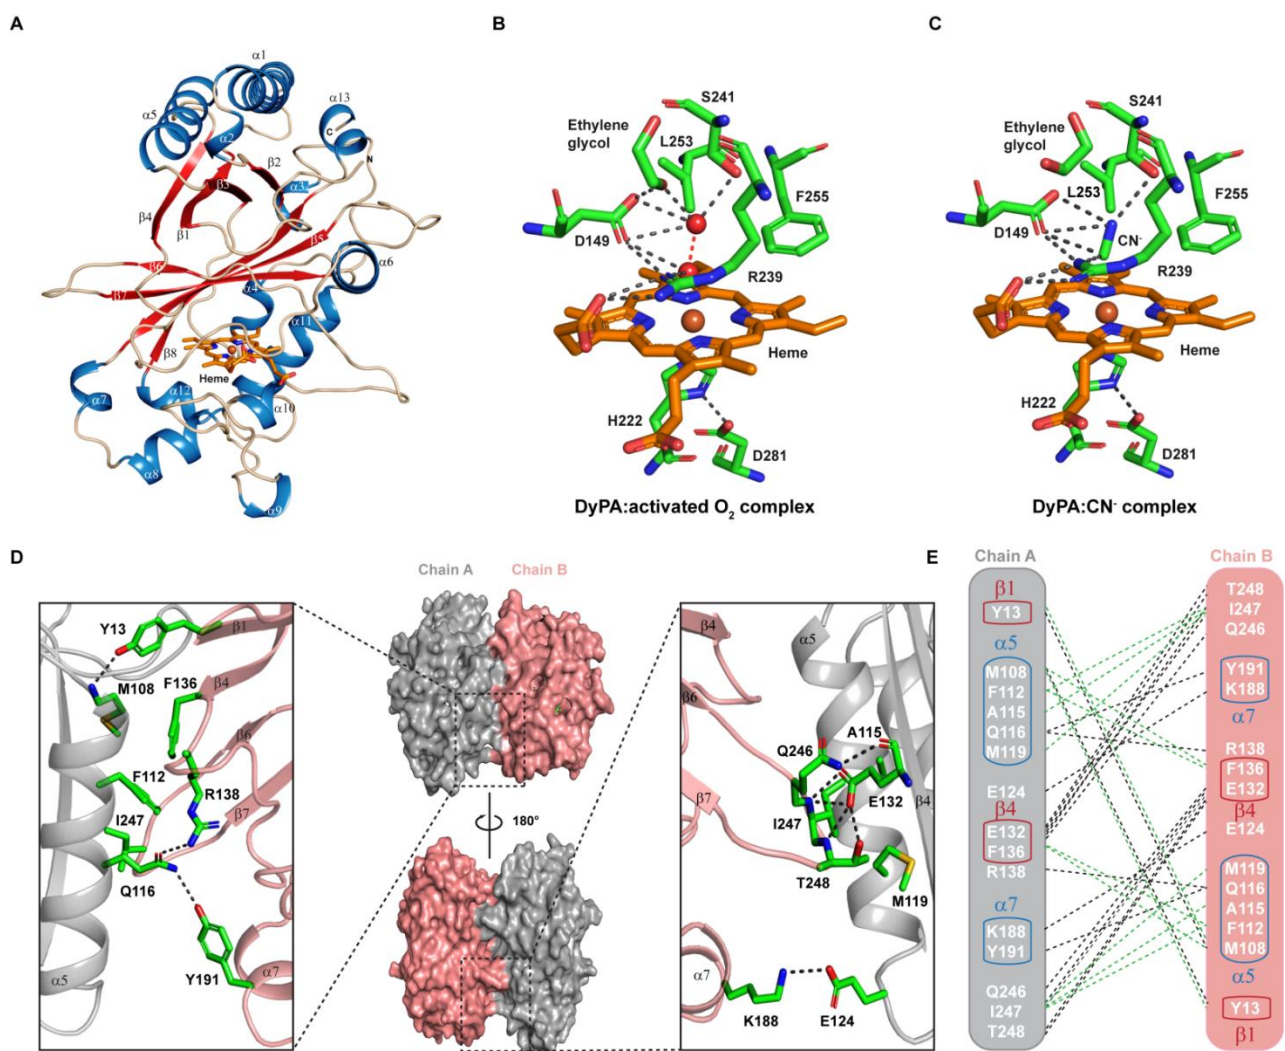 A
α1
α13
α5
C
α2
N
β2
β3
α3
β4
β1
β5
β6
α6
β7
α4
α11
β8
Heme
α12
α7
α10
α8
α9
B
S241
Ethylene
glycol
L253
F255
D149
R239
Heme
H222
D281
DyPA:activated O₂ complex
C
S241
Ethylene
glycol
L253
F255
D149
CN⁻
R239
Heme
H222
D281
DyPA:CN⁻ complex
D
Chain A
Chain B
Y13
β1
M108
F136
β4
β6
F112
R138
β7
I247
Q116
Y191
α5
α7
180°
β4
α5
β6
A115
Q246
E132
β7
β4
I247
T248
M119
α7
K188
E124
E
Chain A
β1
Y13
α5
M108
F112
A115
Q116
M119
E124
β4
E132
F136
R138
α7
K188
Y191
Q246
I247
T248
Chain B
T248
I247
Q246
Y191
K188
α7
R138
F136
E132
β4
E124
M119
Q116
A115
F112
M108
α5
Y13
β1